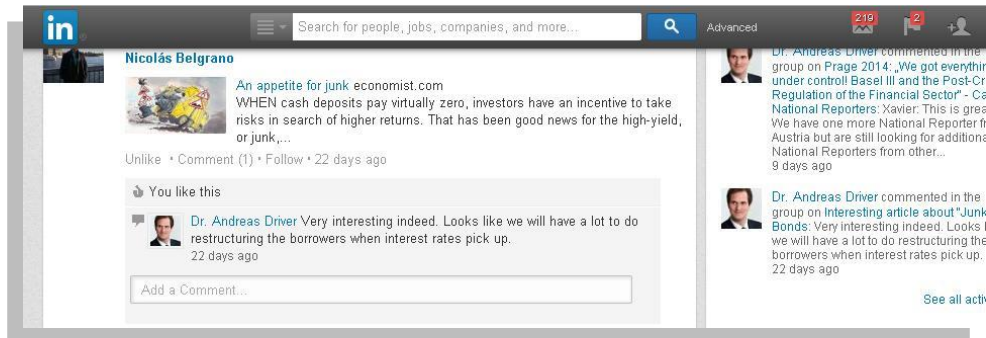 in
Search for people, jobs, companies, and more...
Advanced
219
2
Nicolás Belgrano
An appetite for junk economist.com
WHEN cash deposits pay virtually zero, investors have an incentive to take
risks in search of higher returns. That has been good news for the high-yield,
or junk,...
Unlike • Comment (1) • Follow • 22 days ago
You like this
Dr. Andreas Driver Very interesting indeed. Looks like we will have a lot to do
restructuring the borrowers when interest rates pick up.
22 days ago
Add a Comment...
Dr. Andreas Driver commented in the
group on Prage 2014: „We got everythin
under control! Basel III and the Post-Cr
Regulation of the Financial Sector" - Ca
National Reporters: Xavier: This is grea
We have one more National Reporter fr
Austria but are still looking for additiona
National Reporters from other...
9 days ago
Dr. Andreas Driver commented in the
group on Interesting article about "Junk
Bonds: Very interesting indeed. Looks l
we will have a lot to do restructuring the
borrowers when interest rates pick up.
22 days ago
See all activ